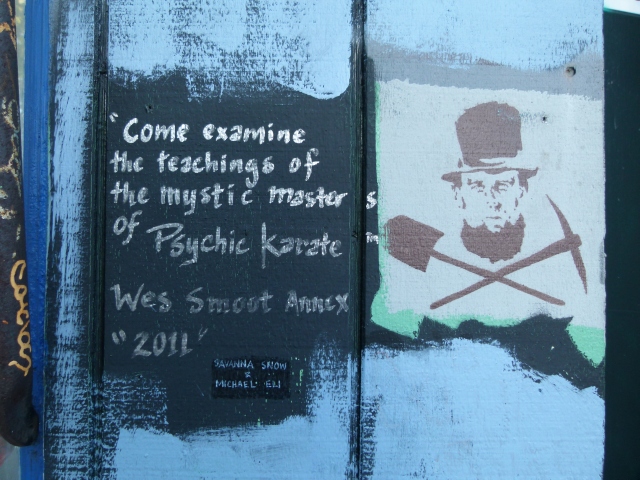 "Come examine
the teachings of
the mystic masters
of Psychic Karate ™
Wes Smoot Annex
"2011"
SAVANNA SNOW
&
MICHAEL ELI